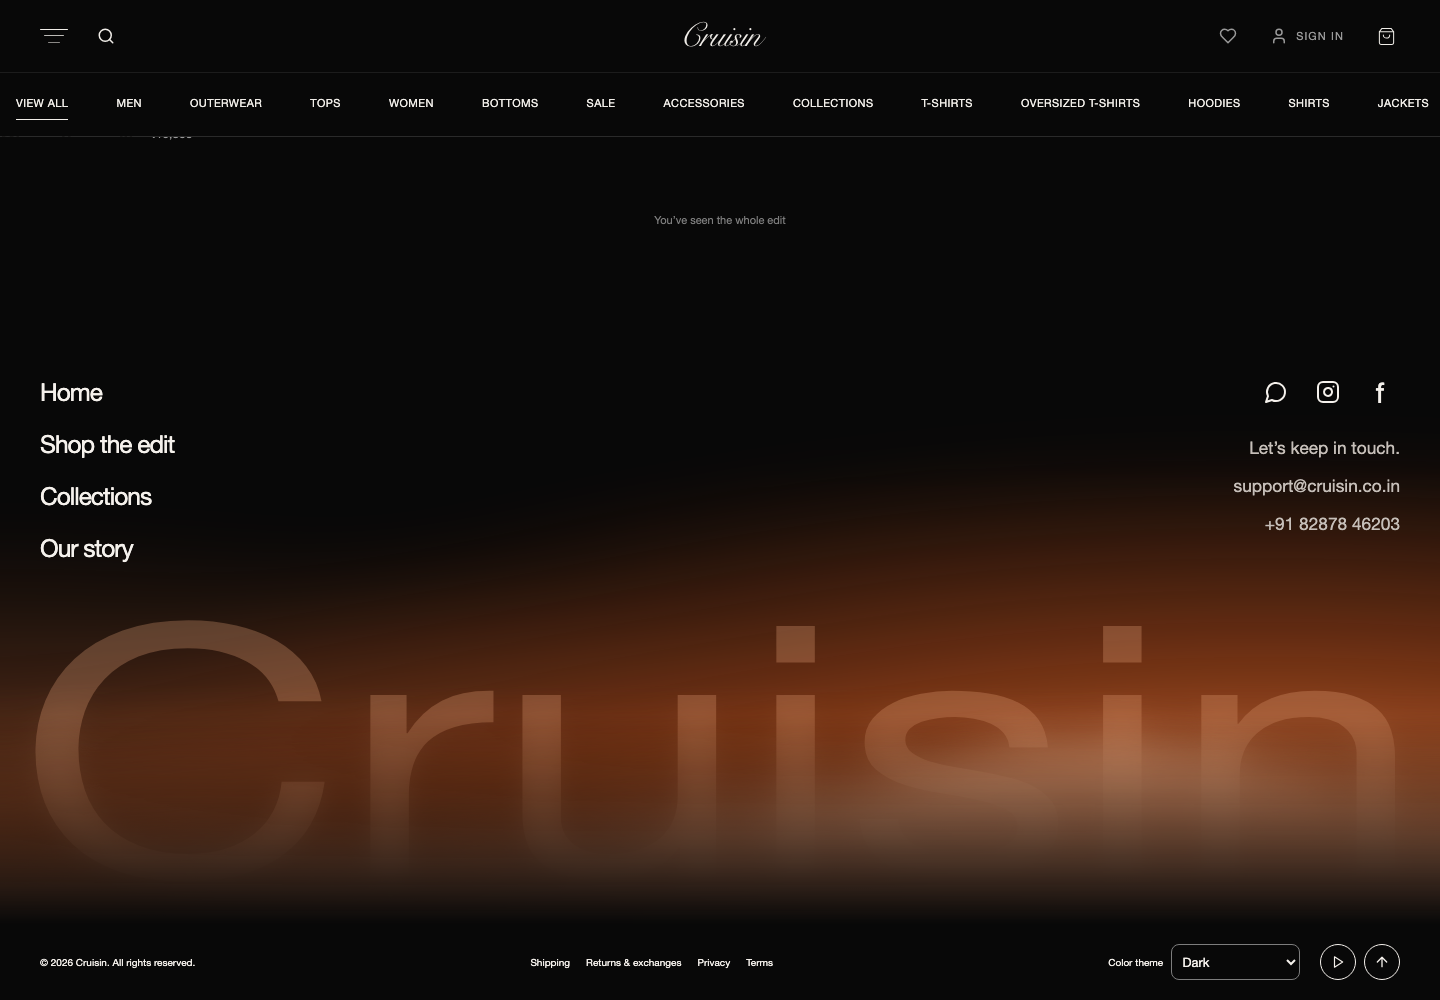 Cruisin
SIGN IN
VIEW ALL MEN OUTERWEAR TOPS WOMEN BOTTOMS SALE ACCESSORIES COLLECTIONS T-SHIRTS OVERSIZED T-SHIRTS HOODIES SHIRTS JACKETS
You’ve seen the whole edit
Home
Shop the edit
Collections
Our story
Let’s keep in touch.
support@cruisin.co.in
+91 82878 46203
Cruisin
© 2026 Cruisin. All rights reserved.
Shipping Returns & exchanges Privacy Terms
Color theme Dark